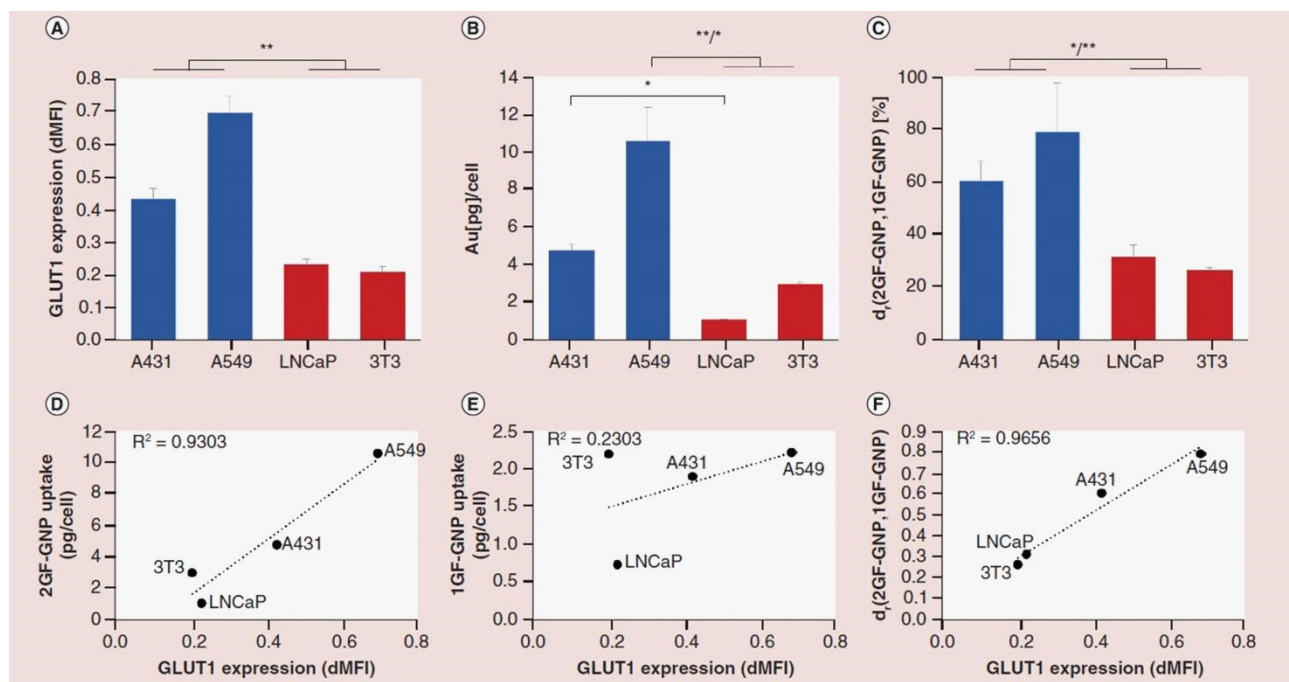 A
**
GLUT1 expression (dMFI)
0.8
0.7
0.6
0.5
0.4
0.3
0.2
0.1
0.0
A431 A549 LNCaP 3T3
B
**/*
*
Au[pg]/cell
14
12
10
8
6
4
2
0
A431 A549 LNCaP 3T3
C
*/**
dr(2GF-GNP,1GF-GNP) [%]
100
80
60
40
20
0
A431 A549 LNCaP 3T3
D
R² = 0.9303
2GF-GNP uptake
(pg/cell)
12
10
8
6
4
2
0
A549
A431
3T3
LNCaP
0.0 0.2 0.4 0.6 0.8
GLUT1 expression (dMFI)
E
R² = 0.2303
1GF-GNP uptake
(pg/cell)
2.5
2.0
1.5
1.0
0.5
0.0
3T3
A431
A549
LNCaP
0.0 0.2 0.4 0.6 0.8
GLUT1 expression (dMFI)
F
R² = 0.9656
dr(2GF-GNP,1GF-GNP)
0.9
0.8
0.7
0.6
0.5
0.4
0.3
0.2
0.1
0.0
A549
A431
LNCaP
3T3
0.0 0.2 0.4 0.6 0.8
GLUT1 expression (dMFI)